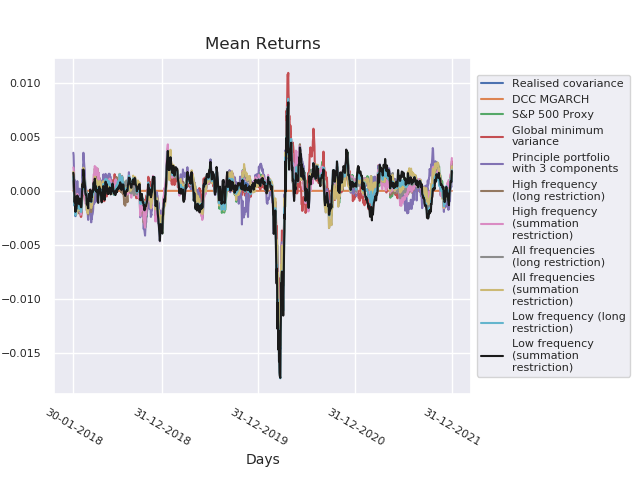 Mean Returns
0.010
0.005
0.000
−0.005
−0.010
−0.015
30-01-2018
31-12-2018
31-12-2019
31-12-2020
31-12-2021
Days
Realised covariance
DCC MGARCH
S&P 500 Proxy
Global minimum
variance
Principle portfolio
with 3 components
High frequency
(long restriction)
High frequency
(summation
restriction)
All frequencies
(long restriction)
All frequencies
(summation
restriction)
Low frequency (long
restriction)
Low frequency
(summation
restriction)